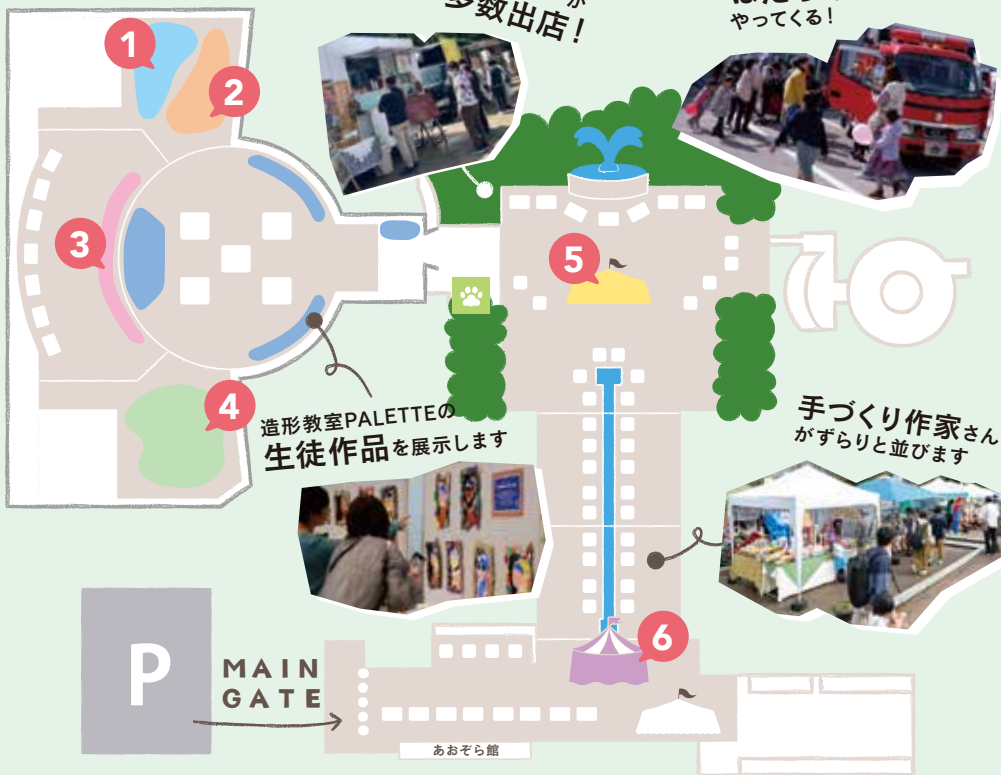 が
多数出店！
やってくる！
1
2
3
5
4
造形教室PALETTEの
生徒作品を展示します
手づくり作家さん
がずらりと並びます
6
P
MAIN
GATE
あおぞら館